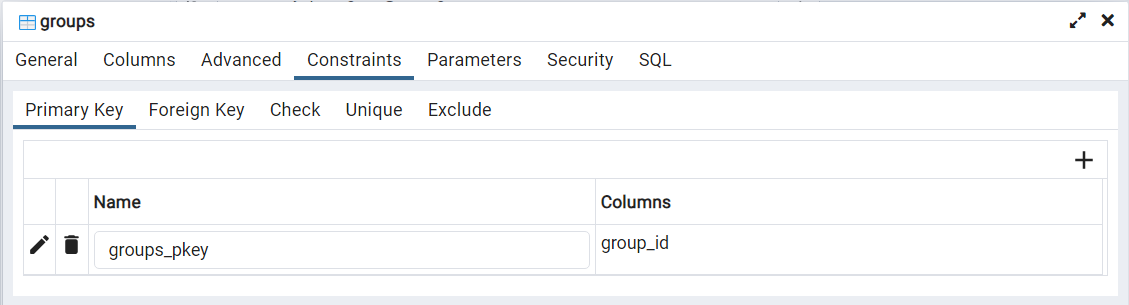 groups
General Columns Advanced Constraints Parameters Security SQL
Primary Key Foreign Key Check Unique Exclude
Name Columns
groups_pkey group_id